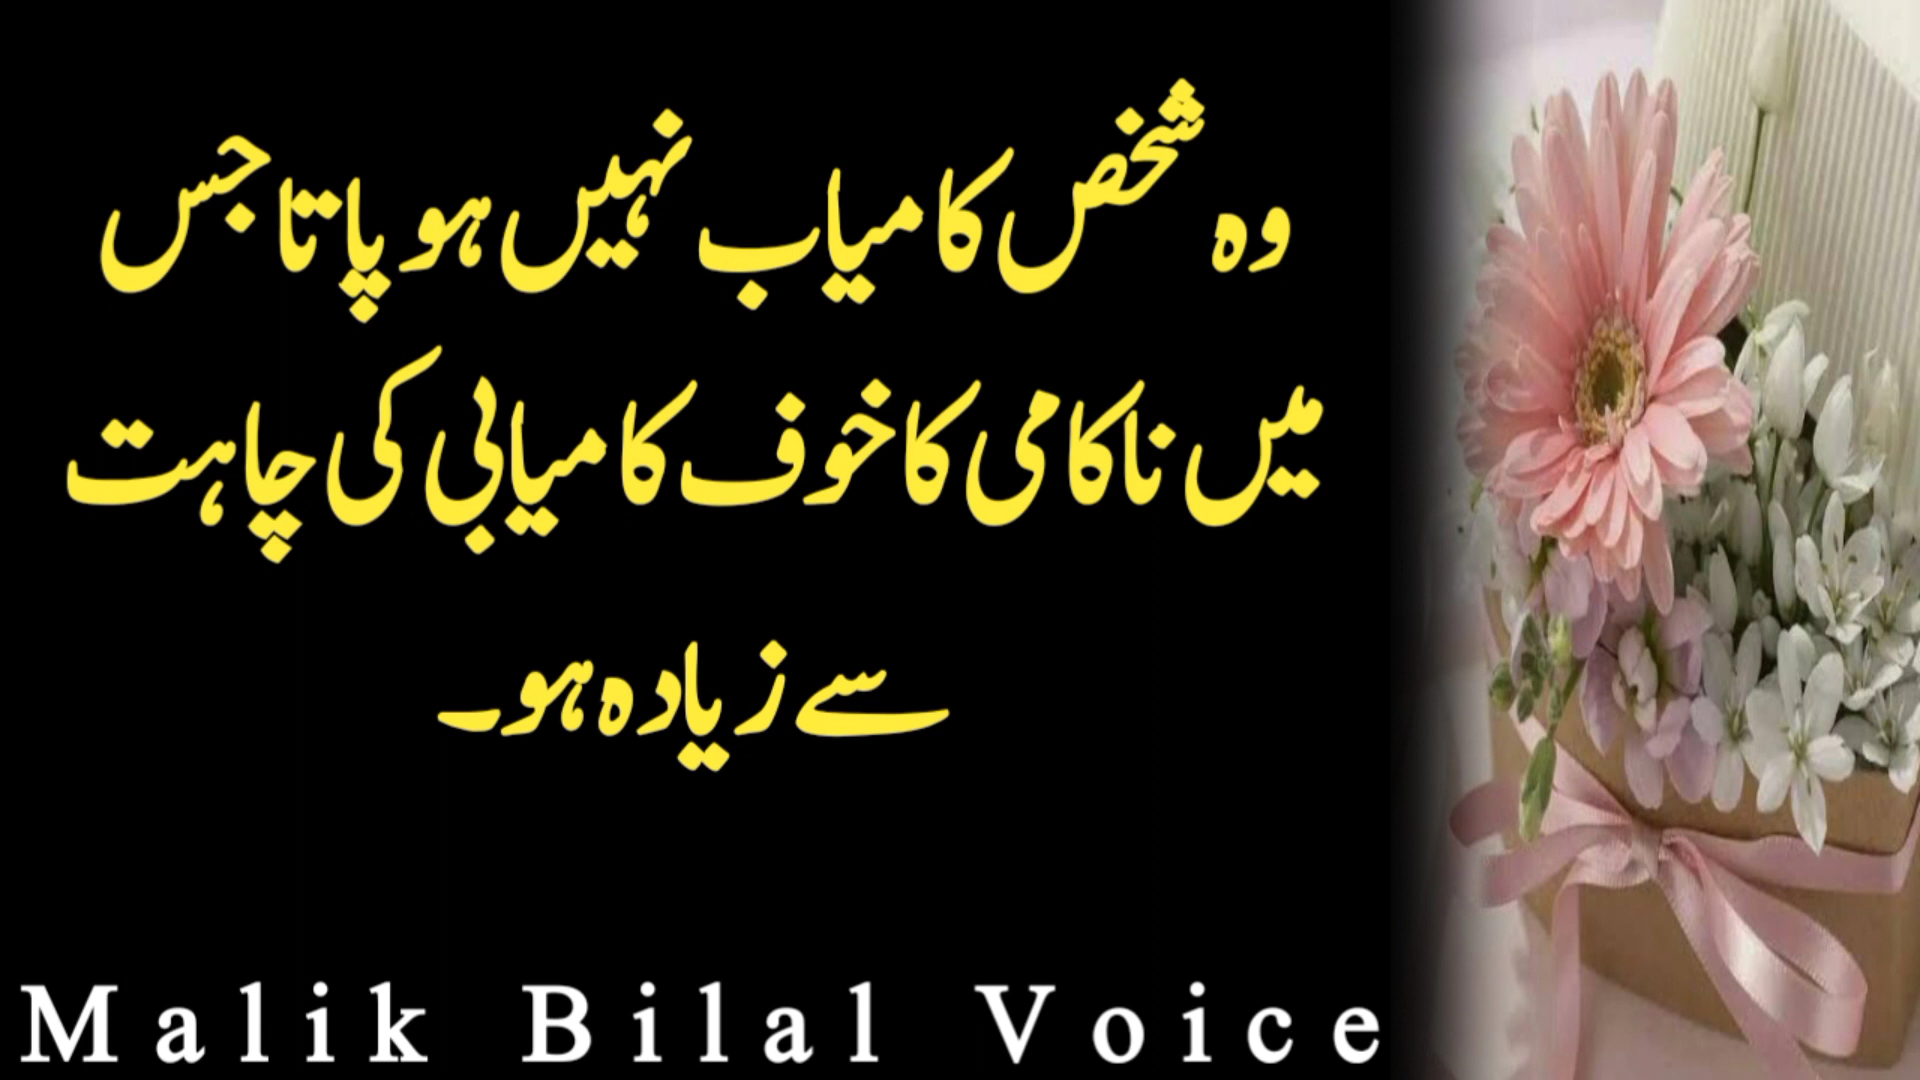 وہ شخص کامیاب نہیں ہو پاتا جس
میں ناکامی کا خوف کامیابی کی چاہت
سے زیادہ ہو۔
Malik Bilal Voice